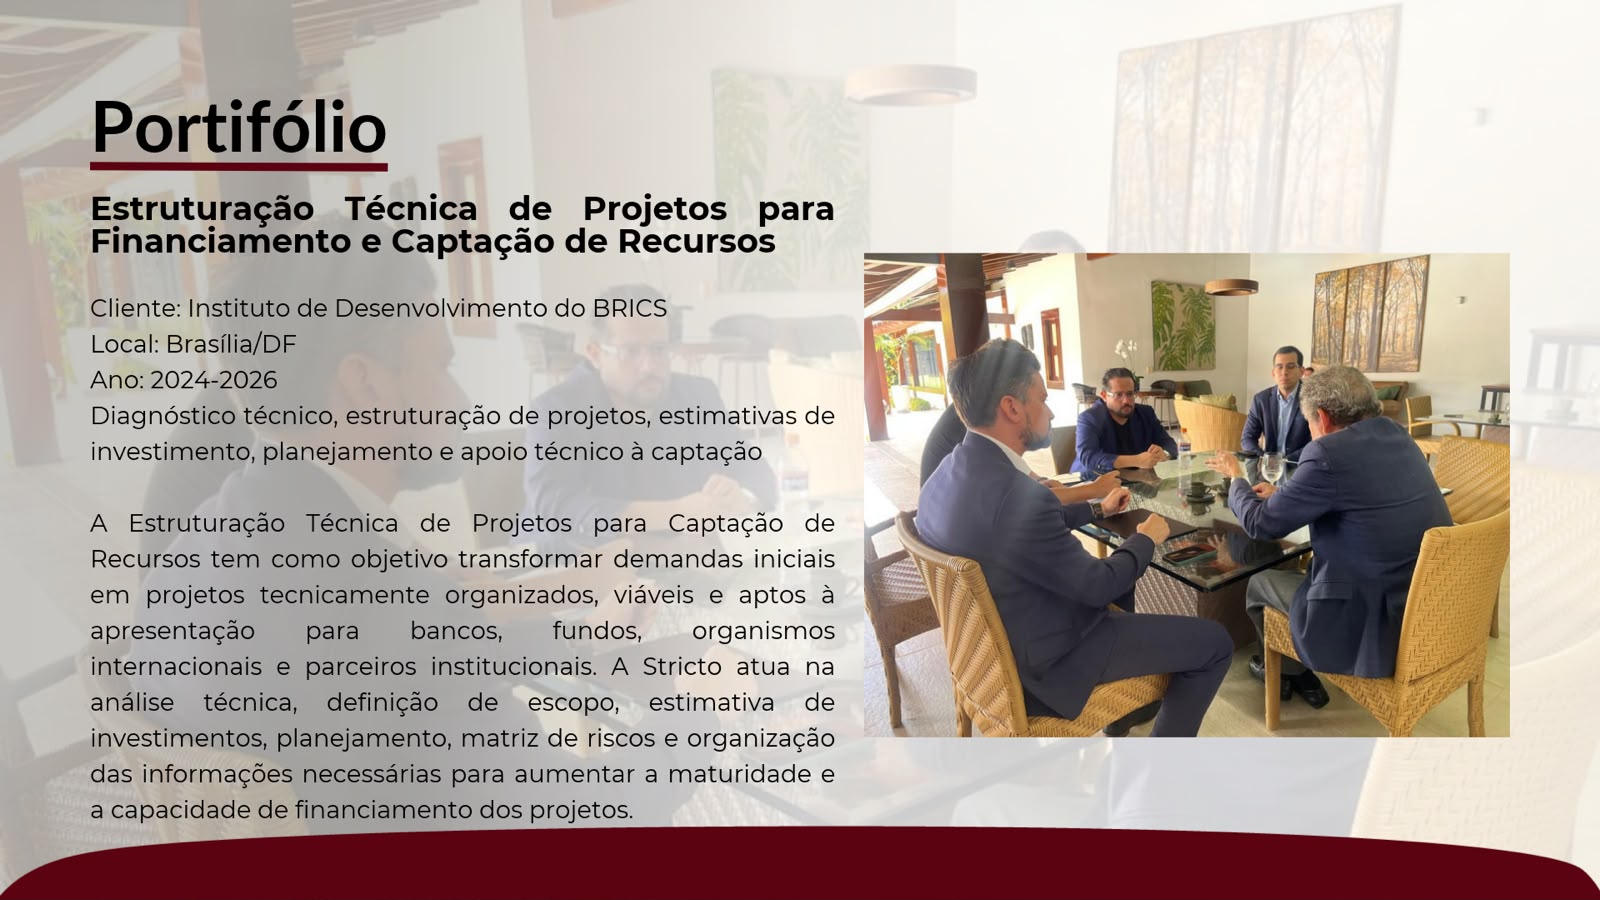 Portifólio
Estruturação Técnica de Projetos para
Financiamento e Captação de Recursos
Cliente: Instituto de Desenvolvimento do BRICS
Local: Brasília/DF
Ano: 2024-2026
Diagnóstico técnico, estruturação de projetos, estimativas de
investimento, planejamento e apoio técnico à captação
A Estruturação Técnica de Projetos para Captação de
Recursos tem como objetivo transformar demandas iniciais
em projetos tecnicamente organizados, viáveis e aptos à
apresentação para bancos, fundos, organismos
internacionais e parceiros institucionais. A Stricto atua na
análise técnica, definição de escopo, estimativa de
investimentos, planejamento, matriz de riscos e organização
das informações necessárias para aumentar a maturidade e
a capacidade de financiamento dos projetos.